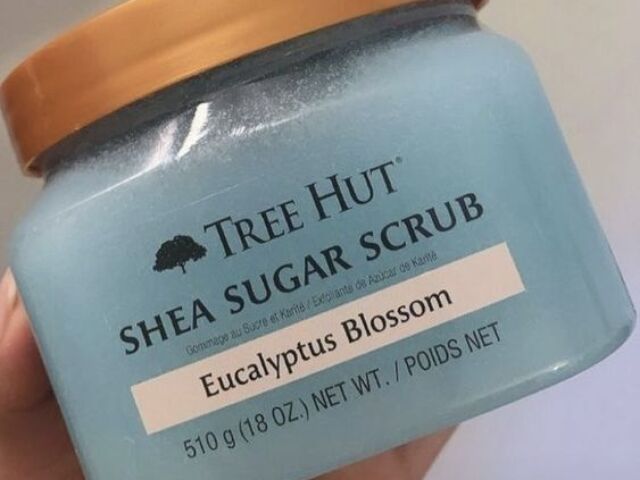 TREE HUT®
SHEA SUGAR SCRUB
Gommage au Sucre et Karité / Exfoliante de Azúcar de Karité
Eucalyptus Blossom
510 g (18 OZ.) NET WT. / POIDS NET